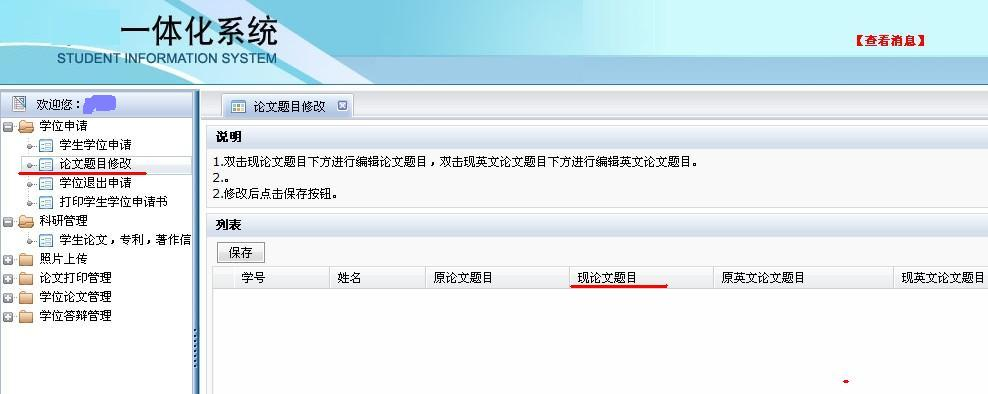 一体化系统
STUDENT INFORMATION SYSTEM
【查看消息】
欢迎您：
学位申请
学生学位申请
论文题目修改
学位退出申请
打印学生学位申请书
科研管理
学生论文，专利，著作信
照片上传
论文打印管理
学位论文管理
学位答辩管理
论文题目修改
说明
1.双击现论文题目下方进行编辑论文题目，双击现英文论文题目下方进行编辑英文论文题目。
2.。
2.修改后点击保存按钮。
列表
保存
学号 姓名 原论文题目 现论文题目 原英文论文题目 现英文论文题目